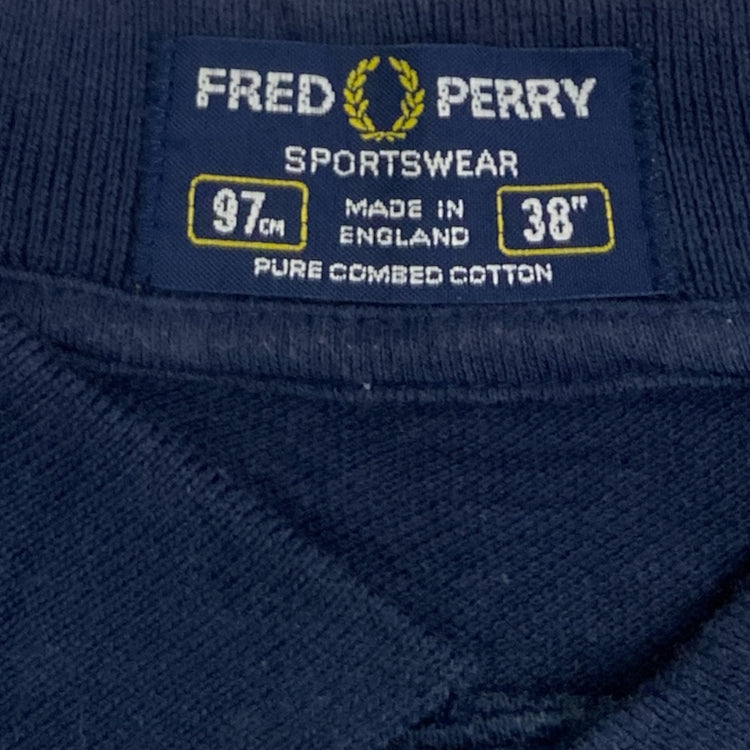 FRED PERRY
SPORTSWEAR
97CM MADE IN ENGLAND 38"
PURE COMBED COTTON